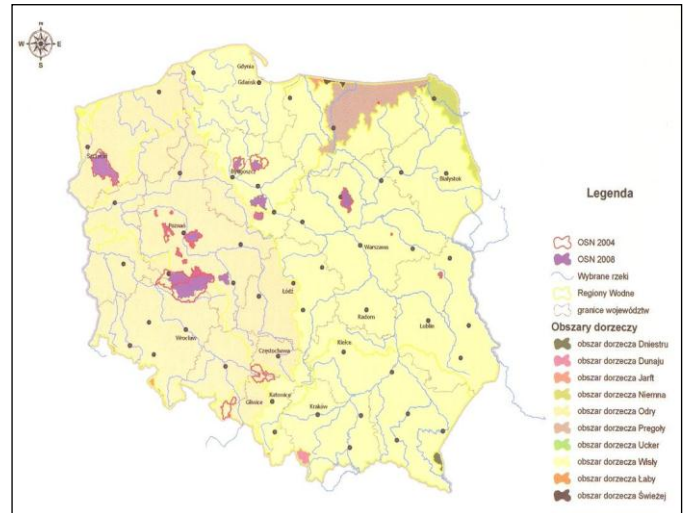 N
W E
S
Gdynia
Gdańsk
Szczecin
Bydgoszcz
Białystok
Poznań
Warszawa
Łódź
Radom
Lublin
Wrocław
Kielce
Częstochowa
Gliwice
Katowice
Kraków
Legenda
OSN 2004
OSN 2008
Wybrane rzeki
Regiony Wodne
granice województw
Obszary dorzeczy
obszar dorzecza Dniestru
obszar dorzecza Dunaju
obszar dorzecza Jarft
obszar dorzecza Niemna
obszar dorzecza Odry
obszar dorzecza Pregoły
obszar dorzecza Ucker
obszar dorzecza Wisły
obszar dorzecza Łaby
obszar dorzecza Świeżej